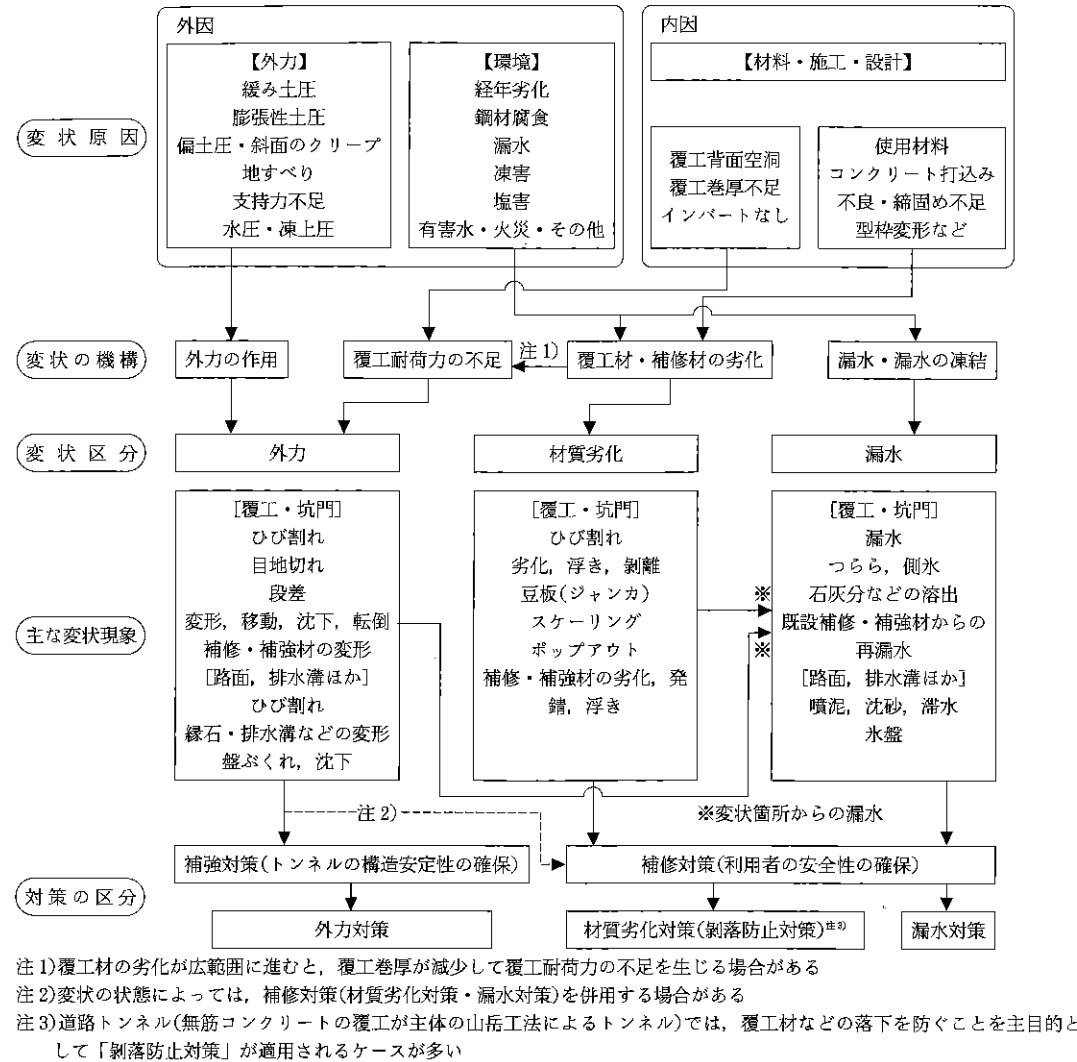 外因
内因
変状原因
【外力】
緩み土圧
膨張性土圧
偏土圧・斜面のクリープ
地すべり
支持力不足
水圧・凍上圧
【環境】
経年劣化
鋼材腐食
漏水
凍害
塩害
有害水・火災・その他
【材料・施工・設計】
覆工背面空洞
覆工巻厚不足
インバートなし
使用材料
コンクリート打込み
不良・締固め不足
型枠変形など
変状の機構
外力の作用
覆工耐荷力の不足
注1)
覆工材・補修材の劣化
漏水・漏水の凍結
変状区分
外力
材質劣化
漏水
主な変状現象
[覆工・坑門]
ひび割れ
目地切れ
段差
変形，移動，沈下，転倒
補修・補強材の変形
[路面，排水溝ほか]
ひび割れ
縁石・排水溝などの変形
盤ぶくれ，沈下
[覆工・坑門]
ひび割れ
劣化，浮き，剝離
豆板(ジャンカ)
スケーリング
ポップアウト
補修・補強材の劣化，発
錆，浮き
※
※
[覆工・坑門]
漏水
つらら，側氷
石灰分などの溶出
既設補修・補強材からの
再漏水
[路面，排水溝ほか]
噴泥，沈砂，滞水
氷盤
注2)
※変状箇所からの漏水
対策の区分
補強対策(トンネルの構造安定性の確保)
補修対策(利用者の安全性の確保)
外力対策
材質劣化対策(剝落防止対策)注3)
漏水対策
注1)覆工材の劣化が広範囲に進むと，覆工巻厚が減少して覆工耐荷力の不足を生じる場合がある
注2)変状の状態によっては，補修対策(材質劣化対策・漏水対策)を併用する場合がある
注3)道路トンネル(無筋コンクリートの覆工が主体の山岳工法によるトンネル)では，覆工材などの落下を防ぐことを主目的と
して「剝落防止対策」が適用されるケースが多い